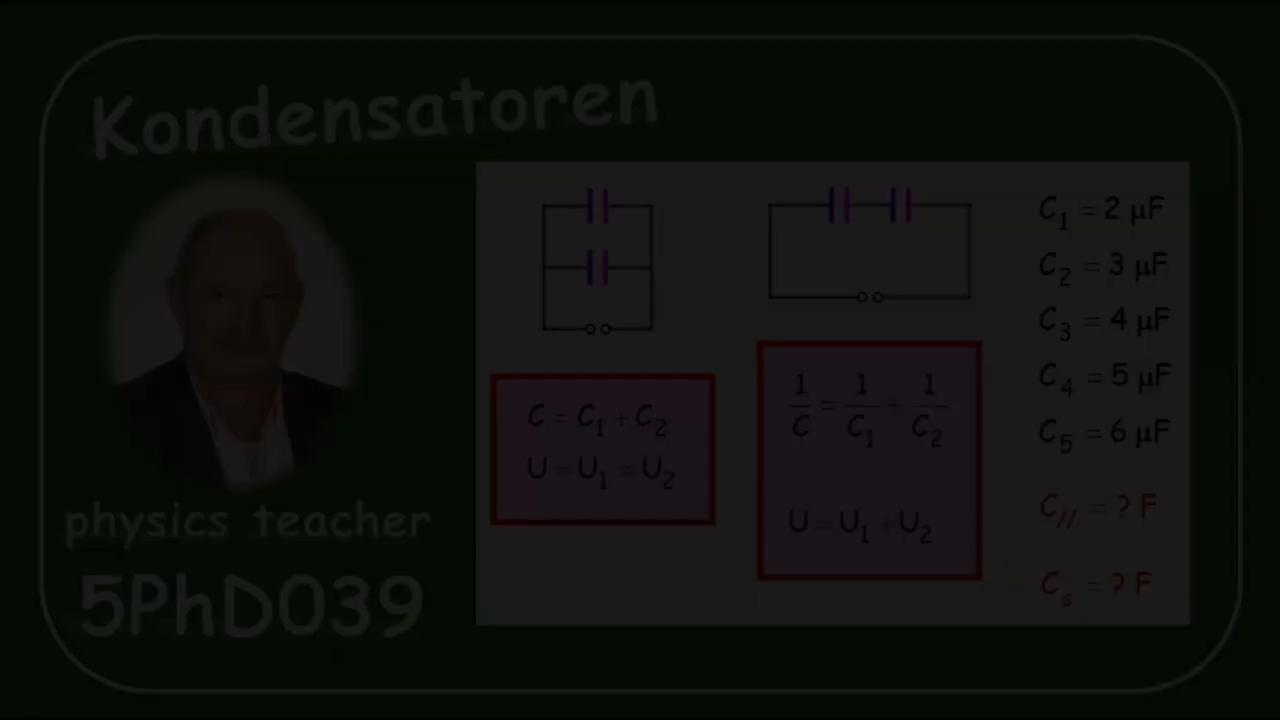 Kondensatoren
physics teacher
5PhD039
C = C₁ + C₂
U = U₁ = U₂
1/C = 1/C₁ + 1/C₂
U = U₁ + U₂
C₁ = 2 µF
C₂ = 3 µF
C₃ = 4 µF
C₄ = 5 µF
C₅ = 6 µF
C// = ? F
Cₛ = ? F